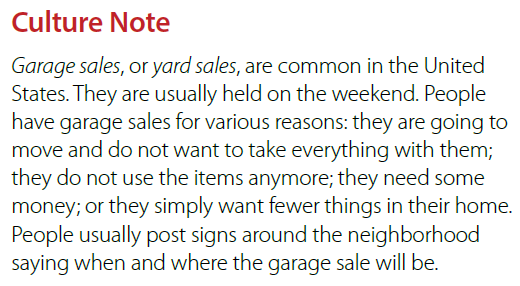 Culture Note
Garage sales, or yard sales, are common in the United
States. They are usually held on the weekend. People
have garage sales for various reasons: they are going to
move and do not want to take everything with them;
they do not use the items anymore; they need some
money; or they simply want fewer things in their home.
People usually post signs around the neighborhood
saying when and where the garage sale will be.